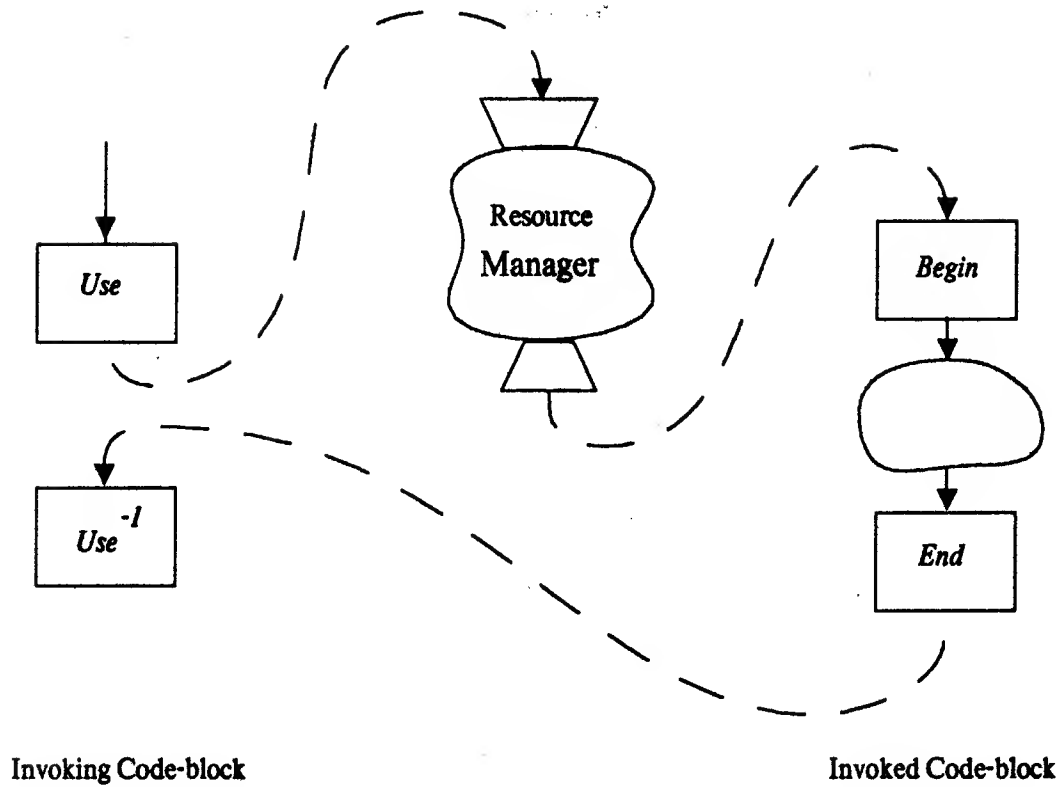 Resource
Manager
Use
Begin
Use -1
End
Invoking Code-block
Invoked Code-block